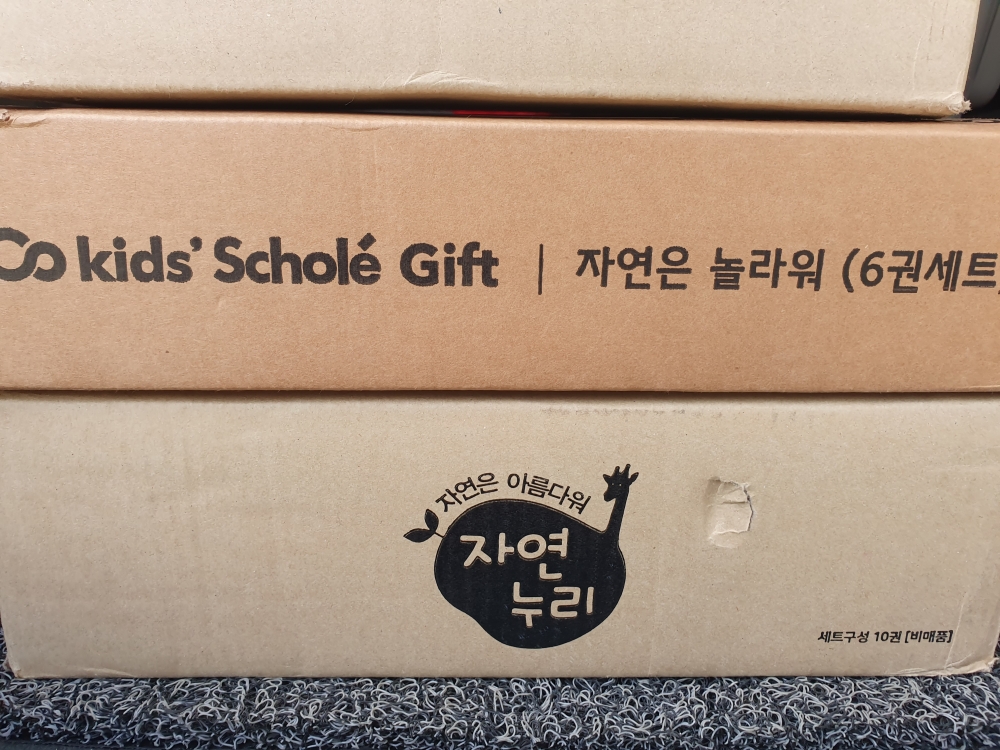 kids' Scholé Gift | 자연은 놀라워 (6권세트)
자연은 아름다워
자연
누리
세트구성 10권 [비매품]